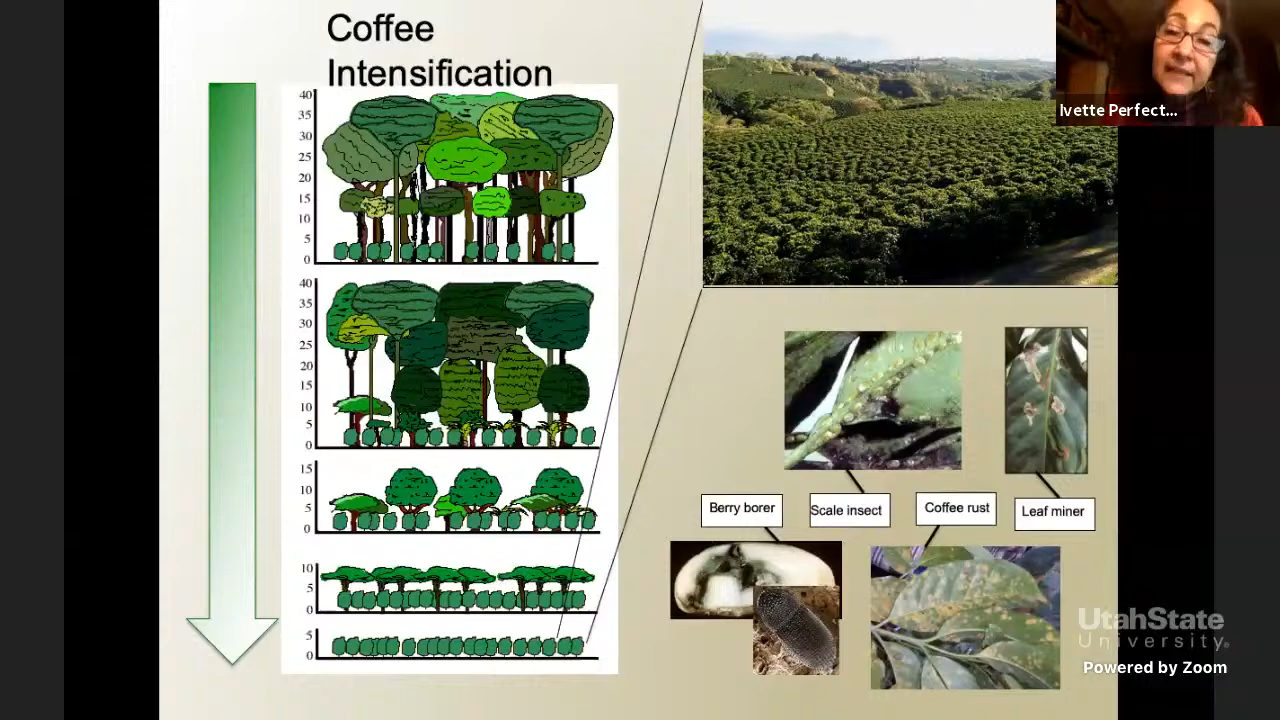 Coffee
Intensification
Ivette Perfect...
40
35
30
25
20
15
10
5
0
40
35
30
25
20
15
10
5
0
15
10
5
0
10
5
0
5
0
Berry borer
Scale insect
Coffee rust
Leaf miner
UtahState
University®
Powered by Zoom